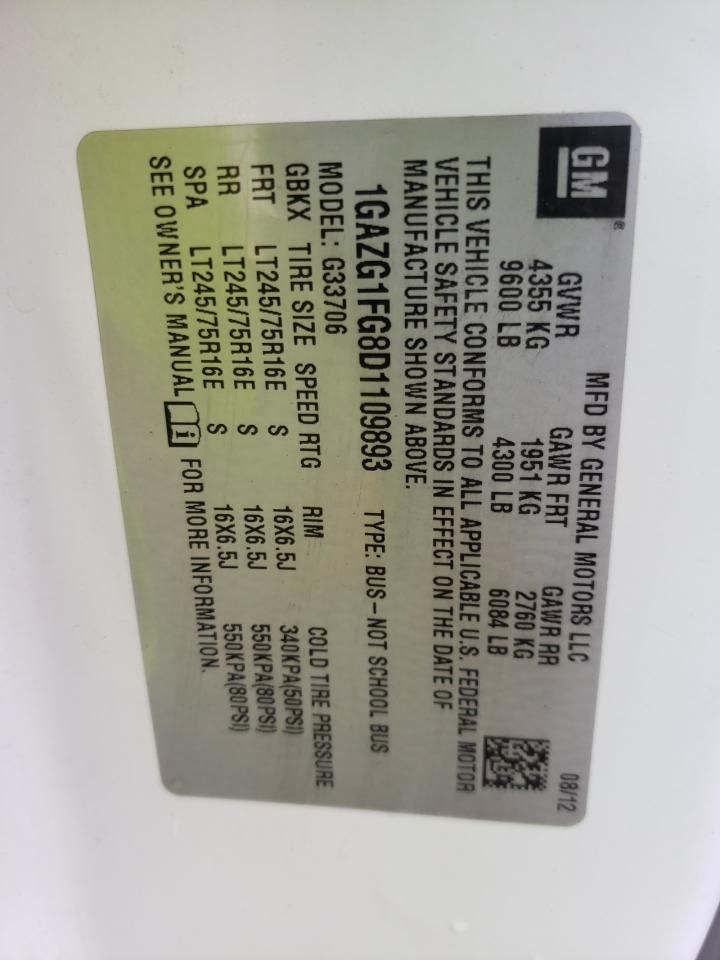 GM®
MFD BY GENERAL MOTORS LLC 08/12
GVWR GAWR FRT GAWR RR
4355 KG 1951 KG 2760 KG
9600 LB 4300 LB 6084 LB
THIS VEHICLE CONFORMS TO ALL APPLICABLE U.S. FEDERAL MOTOR
VEHICLE SAFETY STANDARDS IN EFFECT ON THE DATE OF
MANUFACTURE SHOWN ABOVE.
1GAZG1FG8D1109893 TYPE: BUS-NOT SCHOOL BUS
MODEL: G33706
GBKX TIRE SIZE SPEED RTG RIM COLD TIRE PRESSURE
FRT LT245/75R16E S 16X6.5J 340KPA(50PSI)
RR LT245/75R16E S 16X6.5J 550KPA(80PSI)
SPA LT245/75R16E S 16X6.5J 550KPA(80PSI)
SEE OWNER'S MANUAL i FOR MORE INFORMATION.